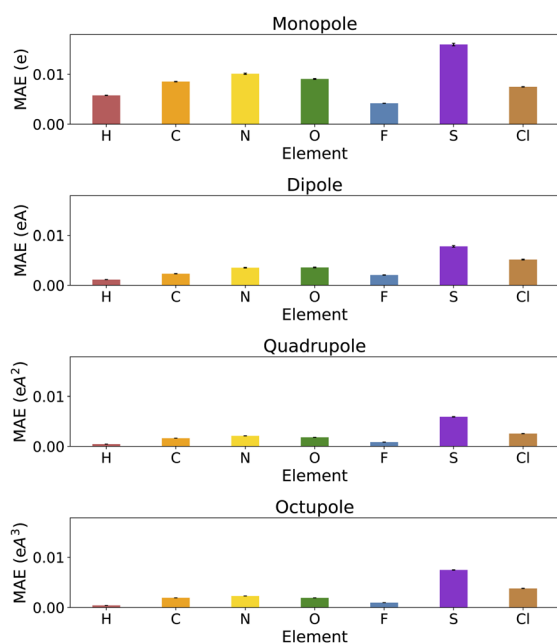 Monopole
MAE (e)
0.01
0.00
H C N O F S Cl
Element
Dipole
MAE (eA)
0.01
0.00
H C N O F S Cl
Element
Quadrupole
MAE (eA²)
0.01
0.00
H C N O F S Cl
Element
Octupole
MAE (eA³)
0.01
0.00
H C N O F S Cl
Element